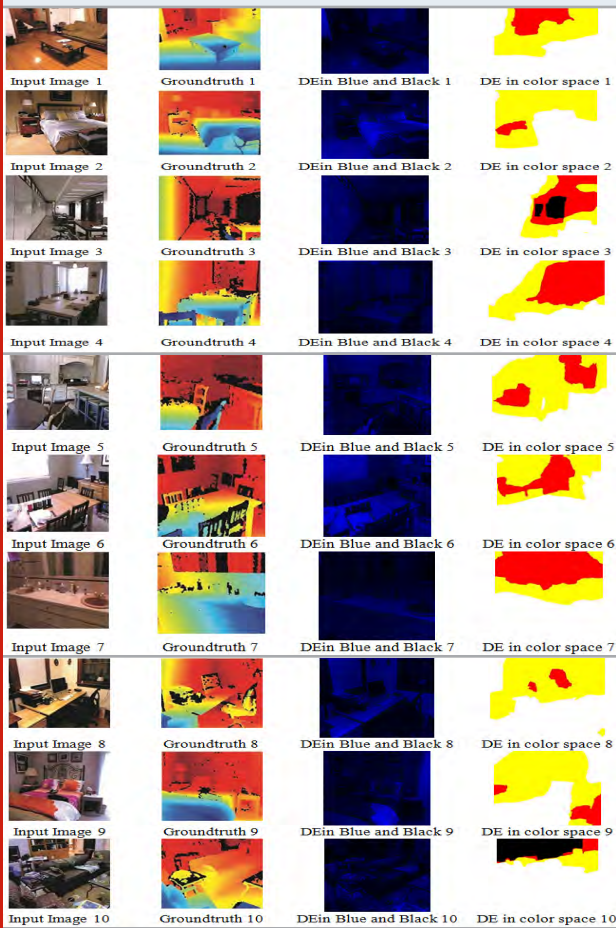 Input Image 1 Groundtruth 1 DEin Blue and Black 1 DE in color space 1
Input Image 2 Groundtruth 2 DEin Blue and Black 2 DE in color space 2
Input Image 3 Groundtruth 3 DEin Blue and Black 3 DE in color space 3
Input Image 4 Groundtruth 4 DEin Blue and Black 4 DE in color space 4
Input Image 5 Groundtruth 5 DEin Blue and Black 5 DE in color space 5
Input Image 6 Groundtruth 6 DEin Blue and Black 6 DE in color space 6
Input Image 7 Groundtruth 7 DEin Blue and Black 7 DE in color space 7
Input Image 8 Groundtruth 8 DEin Blue and Black 8 DE in color space 8
Input Image 9 Groundtruth 9 DEin Blue and Black 9 DE in color space 9
Input Image 10 Groundtruth 10 DEin Blue and Black 10 DE in color space 10